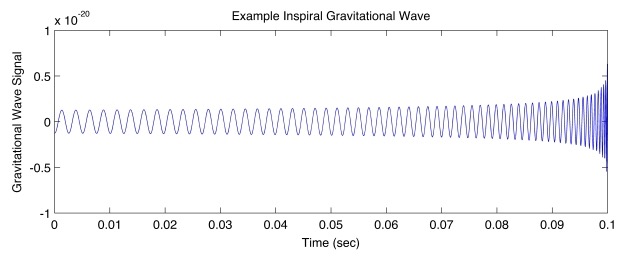 Example Inspiral Gravitational Wave
x 10⁻²⁰
1
0.5
0
-0.5
-1
Gravitational Wave Signal
0 0.01 0.02 0.03 0.04 0.05 0.06 0.07 0.08 0.09 0.1
Time (sec)